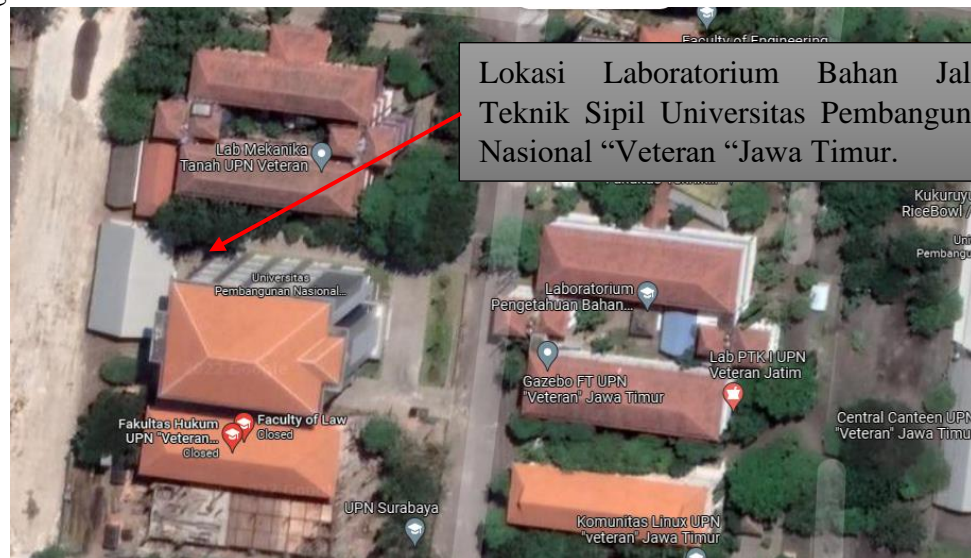 Faculty of Engineering
Lokasi Laboratorium Bahan Jal
Teknik Sipil Universitas Pembangun
Nasional “Veteran “Jawa Timur.
Lab Mekanika
Tanah UPN Veteran
Kukuruyu
RiceBowl /
Uni
Pembangu
Universitas
Pembangunan Nasional...
Laboratorium
Pengetahuan Bahan...
Lab PTK.I UPN
Veteran Jatim
Gazebo FT UPN
"Veteran" Jawa Timur
Fakultas Hukum
UPN "Veteran...
Closed
Faculty of Law
Closed
Central Canteen UPN
"Veteran" Jawa Timu
UPN Surabaya
Komunitas Linux UPN
"veteran" Jawa Timur